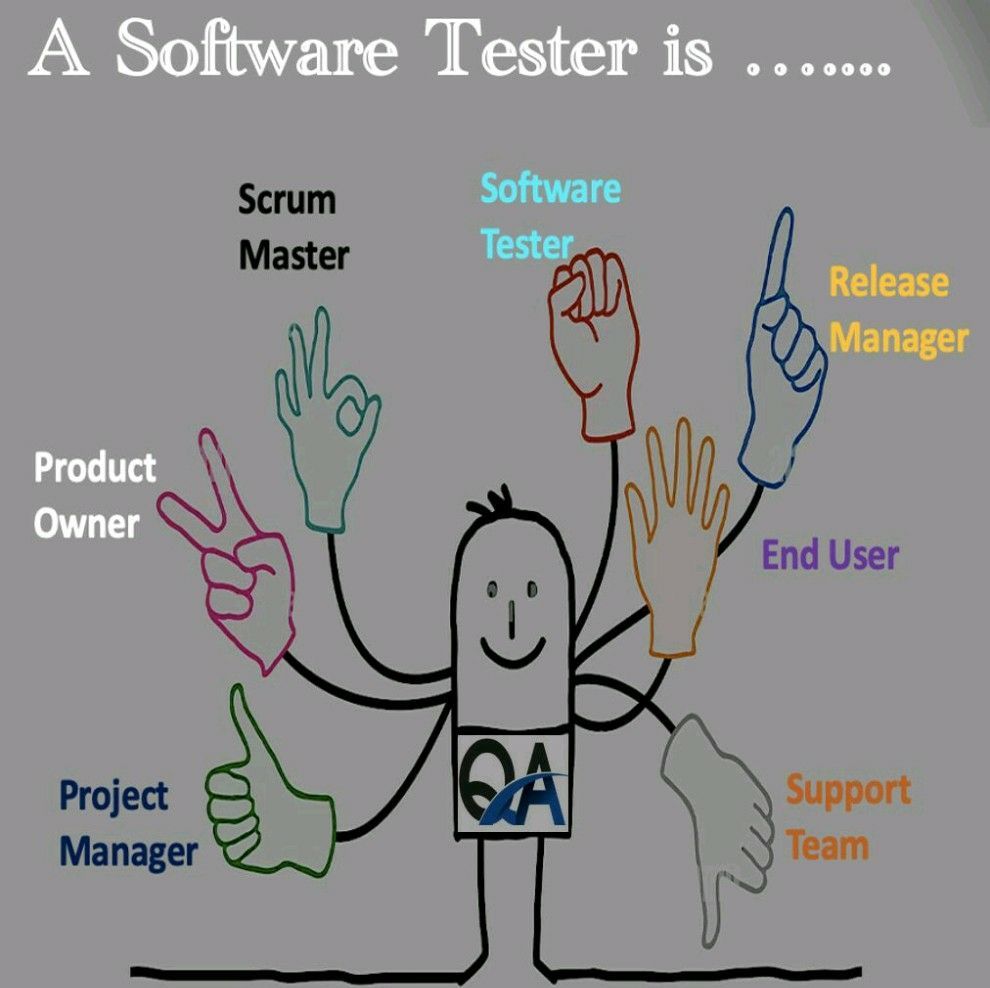 A Software Tester is .......
Scrum
Master
Software
Tester
Release
Manager
Product
Owner
End User
Project
Manager
QA
Support
Team